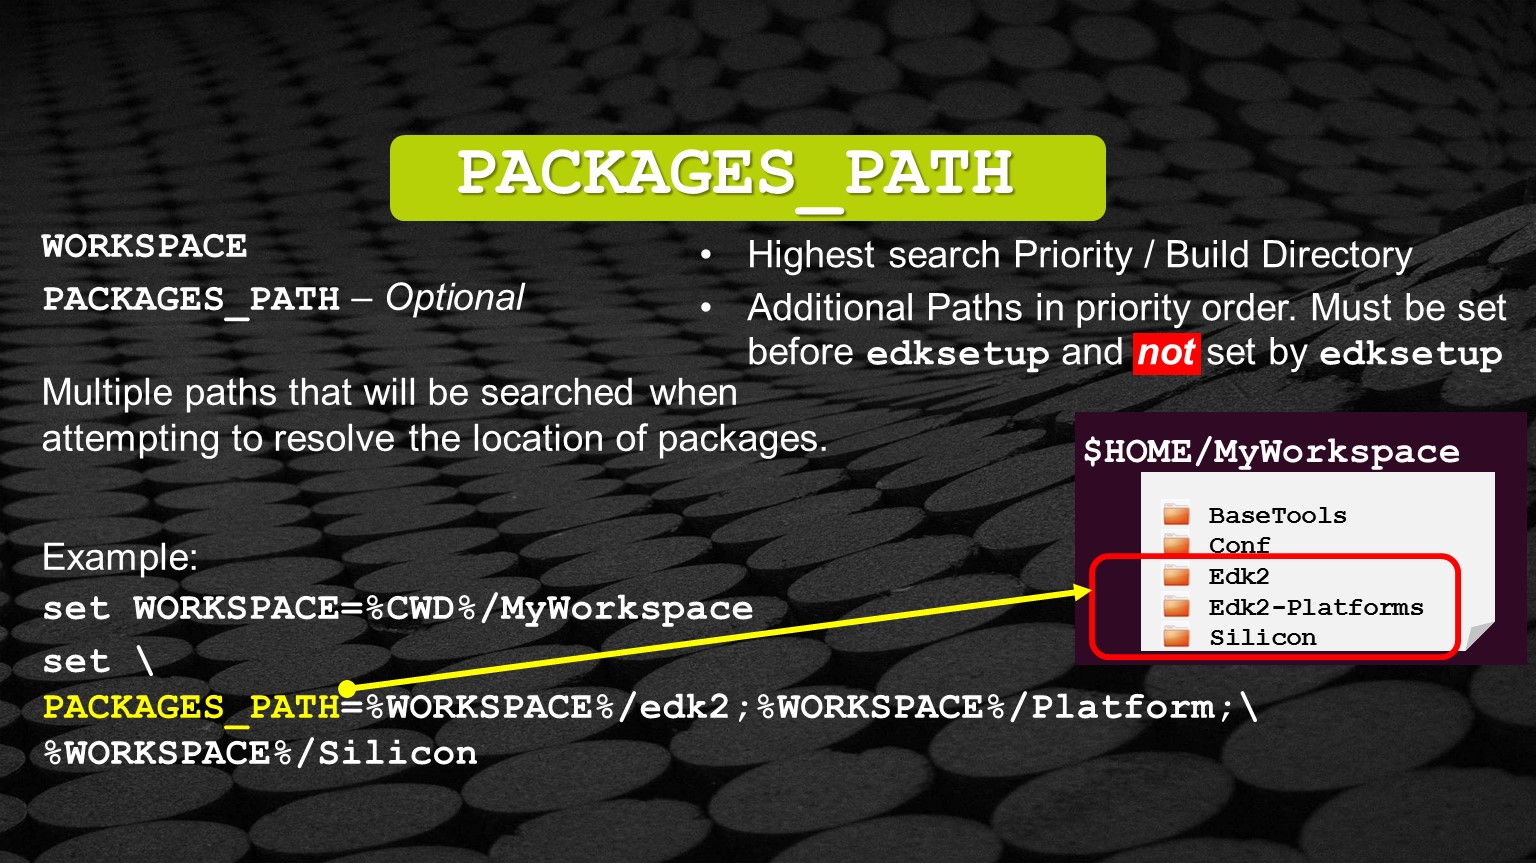 PACKAGES_PATH
WORKSPACE
PACKAGES_PATH – Optional
• Highest search Priority / Build Directory
• Additional Paths in priority order. Must be set
before edksetup and not set by edksetup
Multiple paths that will be searched when
attempting to resolve the location of packages.
Example:
set WORKSPACE=%CWD%/MyWorkspace
set \
PACKAGES_PATH=%WORKSPACE%/edk2;%WORKSPACE%/Platform;\
%WORKSPACE%/Silicon
$HOME/MyWorkspace
BaseTools
Conf
Edk2
Edk2-Platforms
Silicon